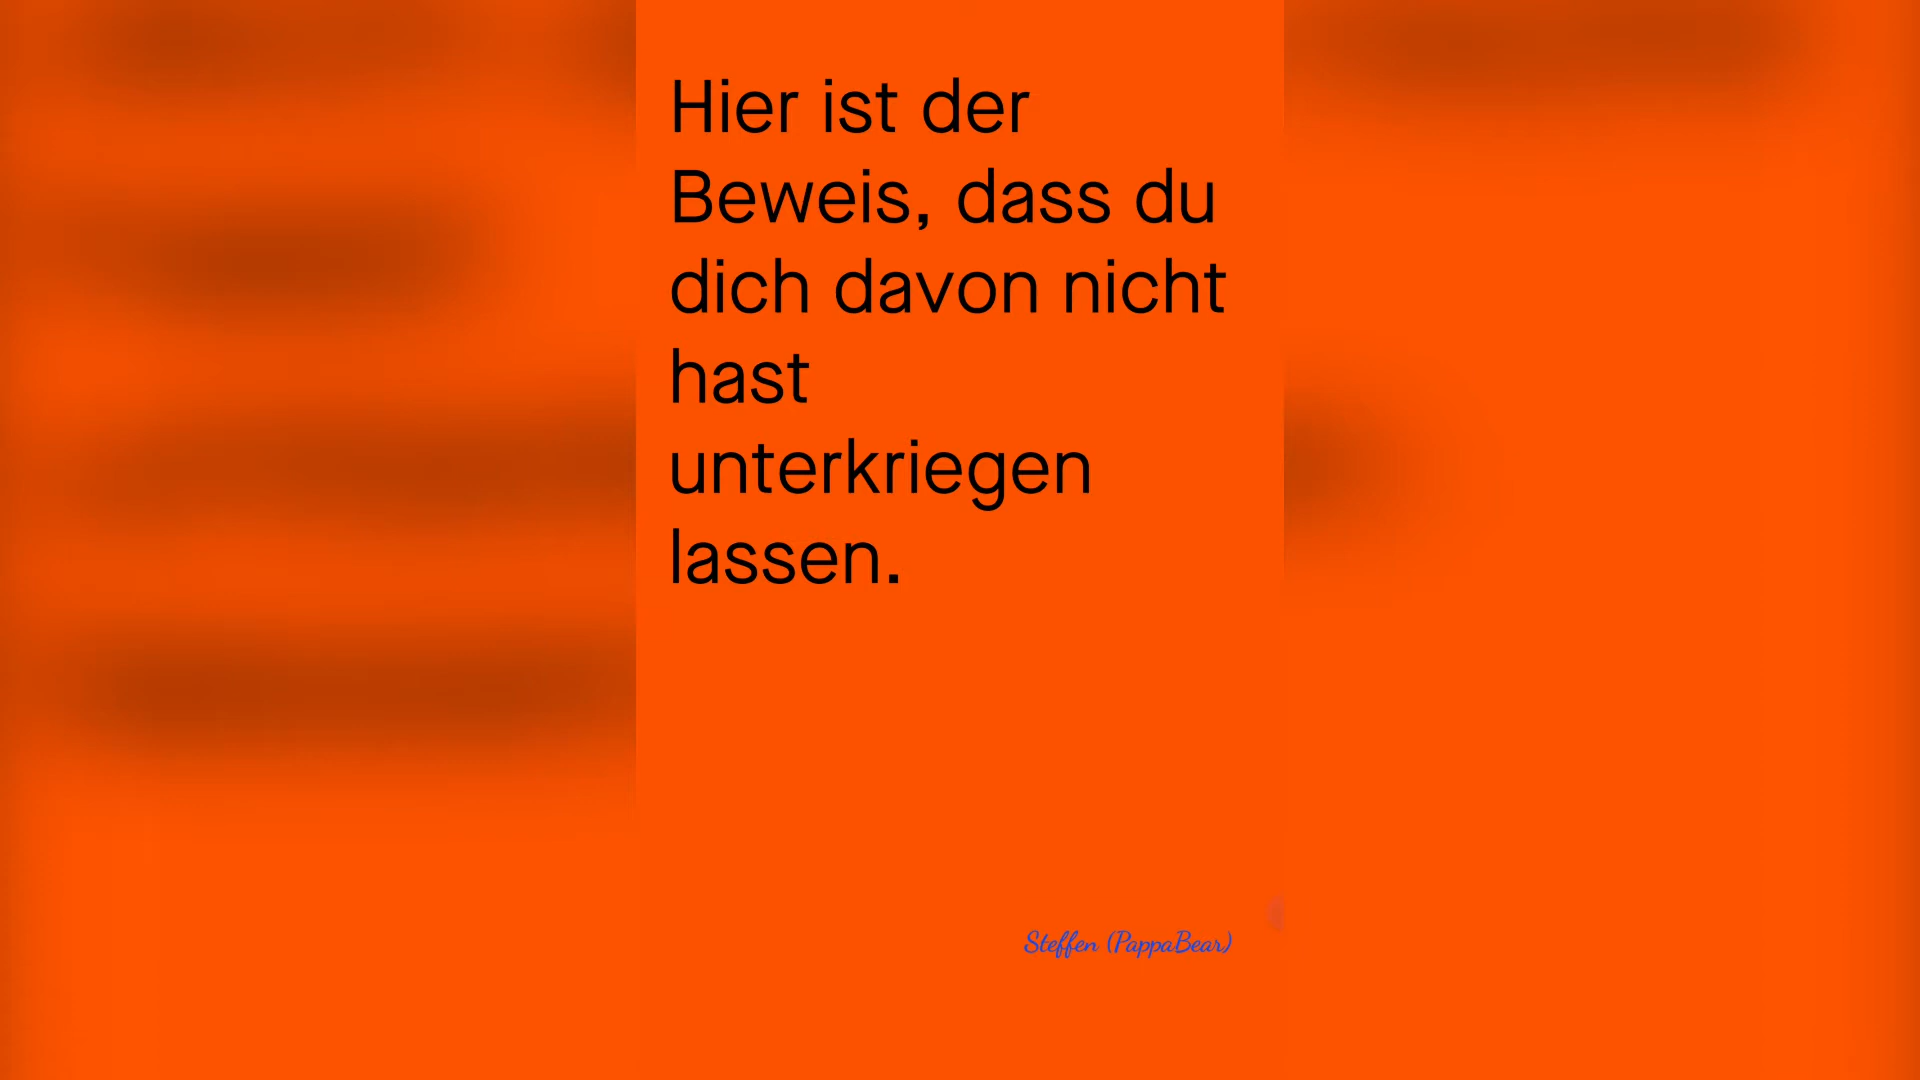 Hier ist der
Beweis, dass du
dich davon nicht
hast
unterkriegen
lassen.
Steffen (PappaBear)